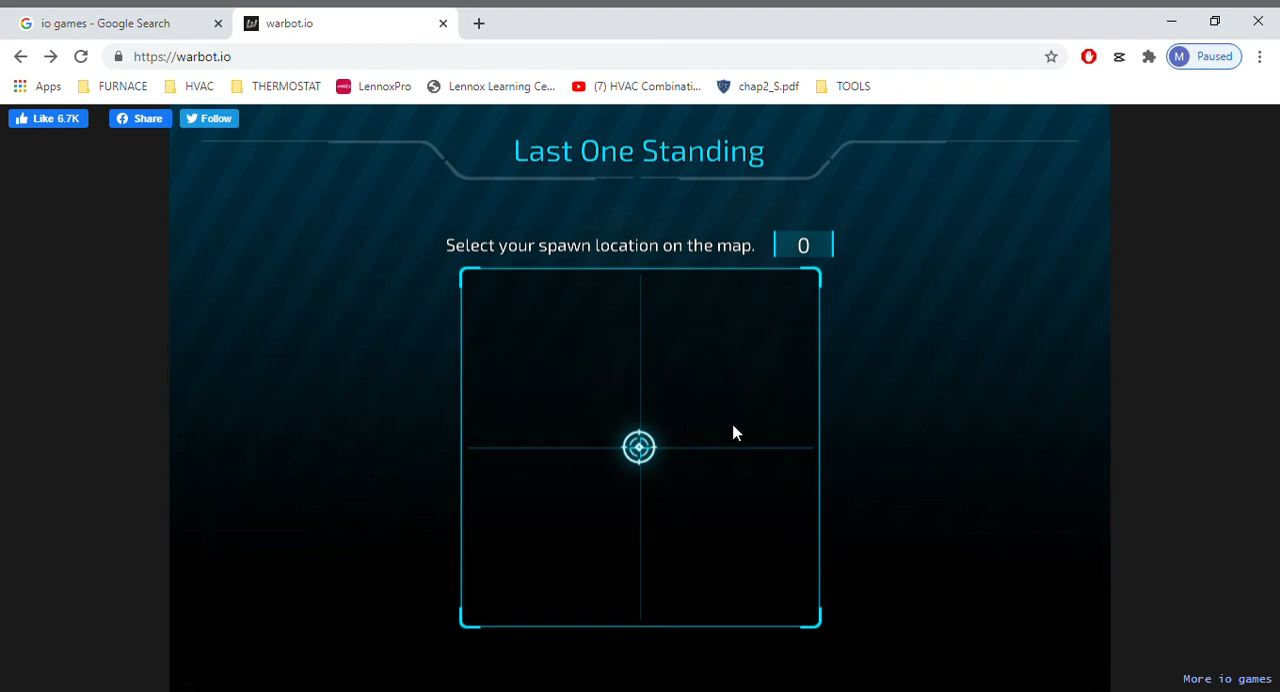 io games - Google Search
warbot.io
https://warbot.io
M Paused
Apps FURNACE HVAC THERMOSTAT LennoxPro Lennox Learning Ce... (7) HVAC Combinati... chap2_S.pdf TOOLS
Like 6.7K Share Follow
Last One Standing
Select your spawn location on the map. 0
More io games